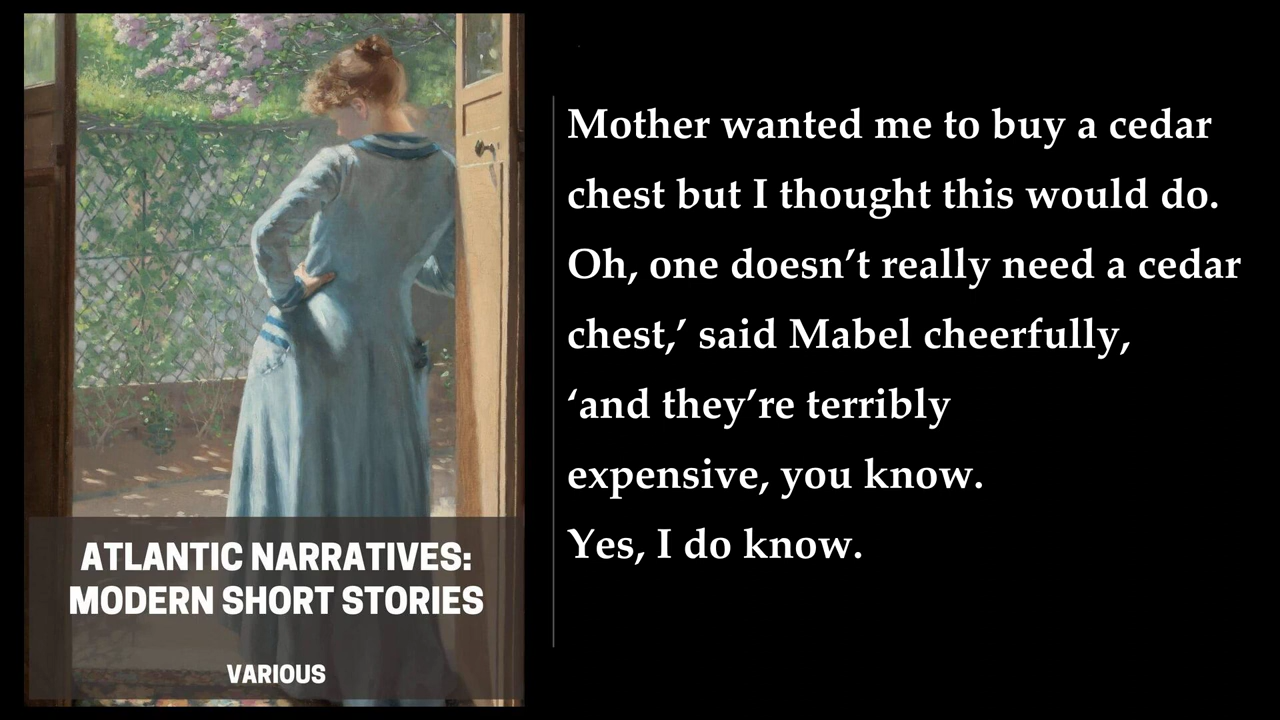 ATLANTIC NARRATIVES:
MODERN SHORT STORIES
VARIOUS
Mother wanted me to buy a cedar
chest but I thought this would do.
Oh, one doesn’t really need a cedar
chest,’ said Mabel cheerfully,
‘and they’re terribly
expensive, you know.
Yes, I do know.